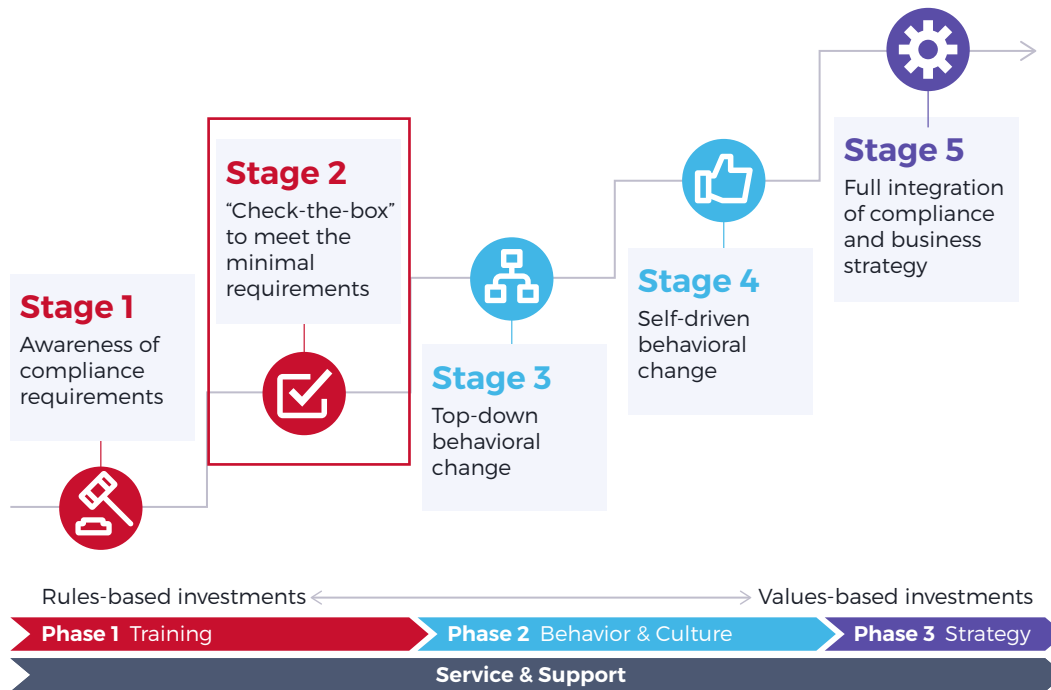 Stage 1
Awareness of
compliance
requirements
Stage 2
“Check-the-box”
to meet the
minimal
requirements
Stage 3
Top-down
behavioral
change
Stage 4
Self-driven
behavioral
change
Stage 5
Full integration
of compliance
and business
strategy
Rules-based investments
Values-based investments
Phase 1 Training
Phase 2 Behavior & Culture
Phase 3 Strategy
Service & Support